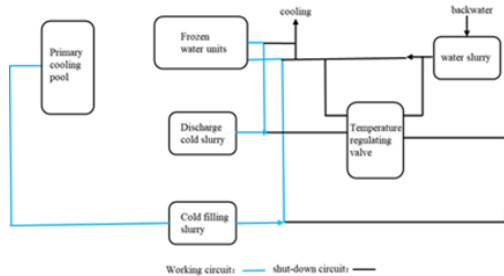 cooling
backwater
Primary
cooling
pool
Frozen
water units
water slurry
Discharge
cold slurry
Temperature
regulating
valve
Cold filling
slurry
Working circuit： shut-down circuit：